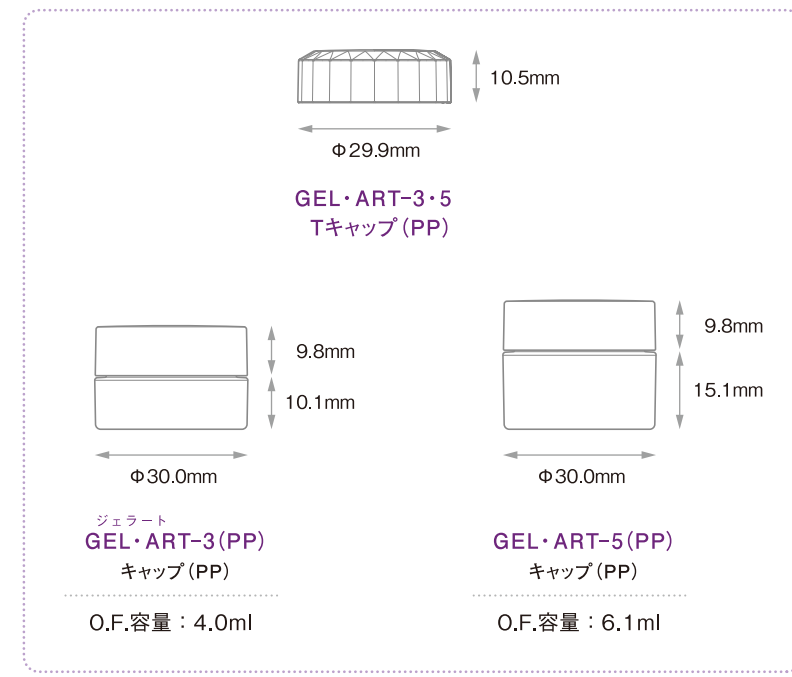 10.5mm
Φ29.9mm
GEL・ART-3・5
Tキャップ(PP)
9.8mm
10.1mm
Φ30.0mm
ジェラート
GEL・ART-3(PP)
キャップ(PP)
O.F.容量：4.0ml
9.8mm
15.1mm
Φ30.0mm
GEL・ART-5(PP)
キャップ(PP)
O.F.容量：6.1ml